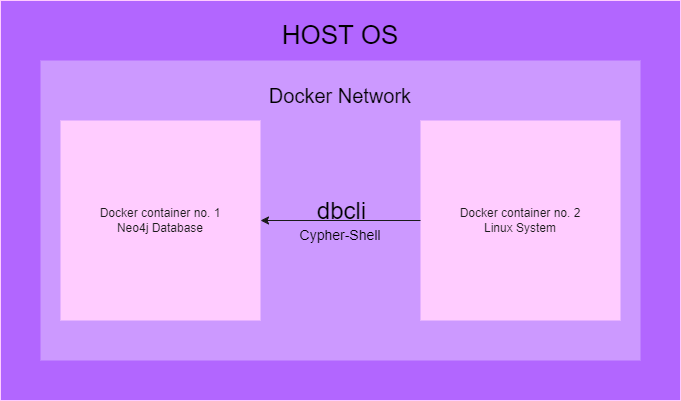 HOST OS
Docker Network
Docker container no. 1
Neo4j Database
dbcli
Cypher-Shell
Docker container no. 2
Linux System